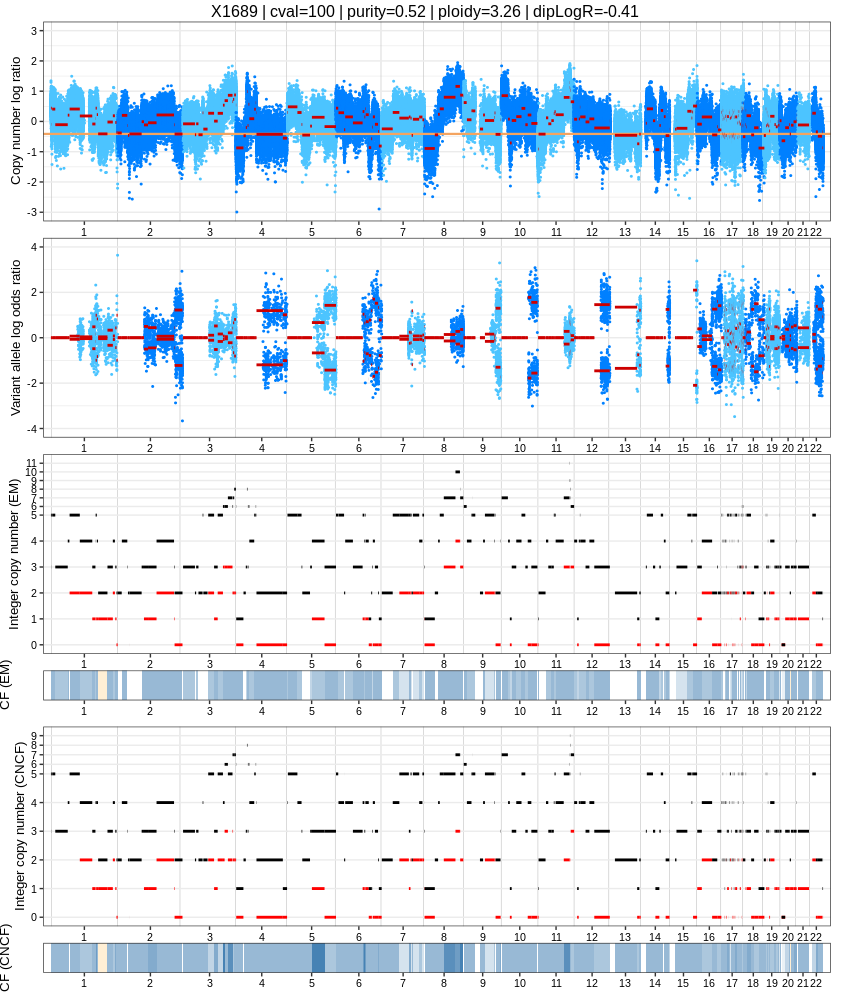 X1689 | cval=100 | purity=0.52 | ploidy=3.26 | dipLogR=-0.41
Copy number log ratio
3
2
1
0
-1
-2
-3
1 2 3 4 5 6 7 8 9 10 11 12 13 14 15 16 17 18 19 20 21 22
Variant allele log odds ratio
4
2
0
-2
-4
1 2 3 4 5 6 7 8 9 10 11 12 13 14 15 16 17 18 19 20 21 22
Integer copy number (EM)
11
10
9
8
7
6
5
4
3
2
1
0
1 2 3 4 5 6 7 8 9 10 11 12 13 14 15 16 17 18 19 20 21 22
CF (EM)
1 2 3 4 5 6 7 8 9 10 11 12 13 14 15 16 17 18 19 20 21 22
Integer copy number (CNCF)
9
8
7
6
5
4
3
2
1
0
1 2 3 4 5 6 7 8 9 10 11 12 13 14 15 16 17 18 19 20 21 22
CF (CNCF)
1 2 3 4 5 6 7 8 9 10 11 12 13 14 15 16 17 18 19 20 21 22